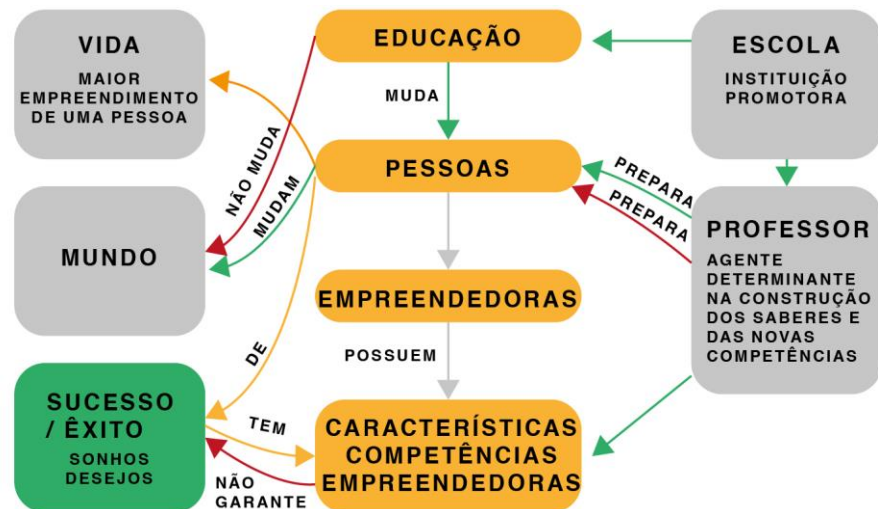 VIDA
MAIOR
EMPREENDIMENTO
DE UMA PESSOA
EDUCAÇÃO
ESCOLA
INSTITUIÇÃO
PROMOTORA
MUDA
NÃO MUDA
MUDAM
PESSOAS
PREPARA
PREPARA
MUNDO
PROFESSOR
AGENTE
DETERMINANTE
NA CONSTRUÇÃO
DOS SABERES E
DAS NOVAS
COMPETÊNCIAS
EMPREENDEDORAS
POSSUEM
DE
SUCESSO
/ ÊXITO
SONHOS
DESEJOS
TEM
NÃO
GARANTE
CARACTERÍSTICAS
COMPETÊNCIAS
EMPREENDEDORAS